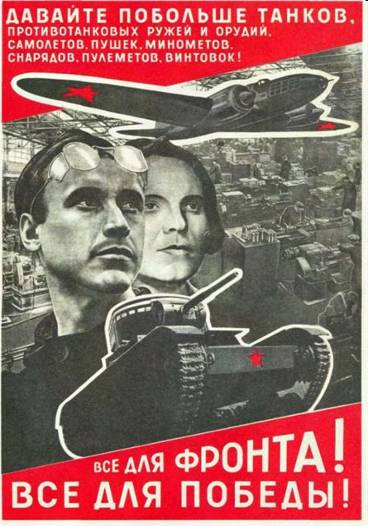 ДАВАЙТЕ ПОБОЛЬШЕ ТАНКОВ,
ПРОТИВОТАНКОВЫХ РУЖЕЙ И ОРУДИЙ,
САМОЛЕТОВ, ПУШЕК, МИНОМЕТОВ,
СНАРЯДОВ, ПУЛЕМЕТОВ, ВИНТОВОК!
ВСЕ ДЛЯ ФРОНТА!
ВСЕ ДЛЯ ПОБЕДЫ!